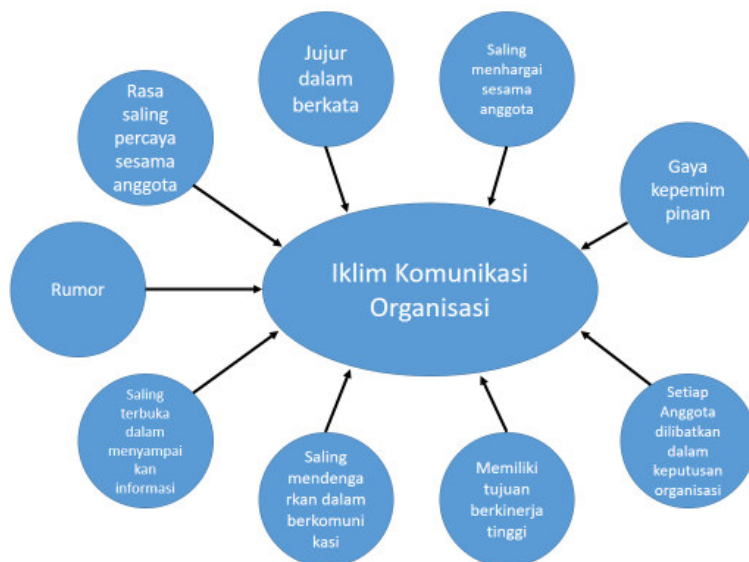 Jujur
dalam
berkata
Saling
menhargai
sesama
anggota
Rasa
saling
percaya
sesama
anggota
Gaya
kepemim
pinan
Iklim Komunikasi
Organisasi
Rumor
Saling
terbuka
dalam
menyampai
kan
informasi
Saling
mendenga
rkan dalam
berkomuni
kasi
Memiliki
tujuan
berkinerja
tinggi
Setiap
Anggota
dilibatkan
dalam
keputusan
organisasi